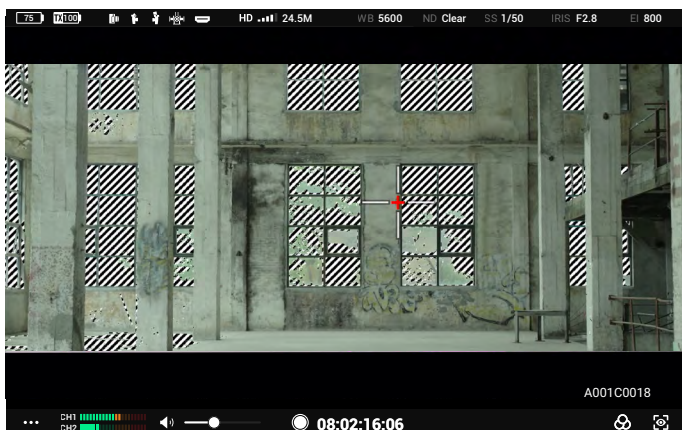 75 TX100 HD 24.5M WB 5600 ND Clear SS 1/50 IRIS F2.8 EI 800
A001C0018
CH1
CH2
08:02:16:06